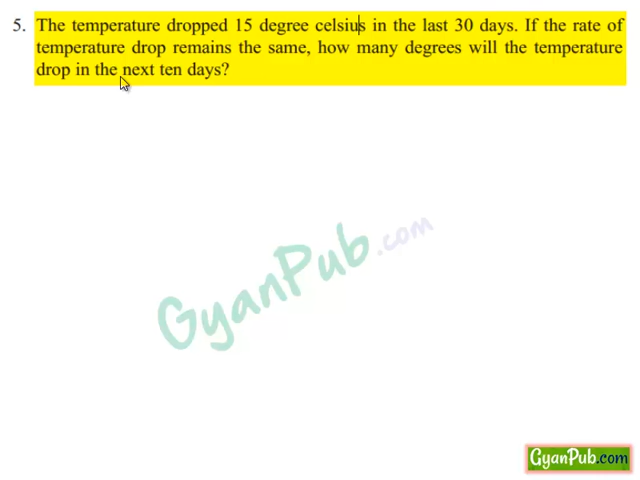 5. The temperature dropped 15 degree celsius in the last 30 days. If the rate of
temperature drop remains the same, how many degrees will the temperature
drop in the next ten days?
GyanPub.com
GyanPub.com